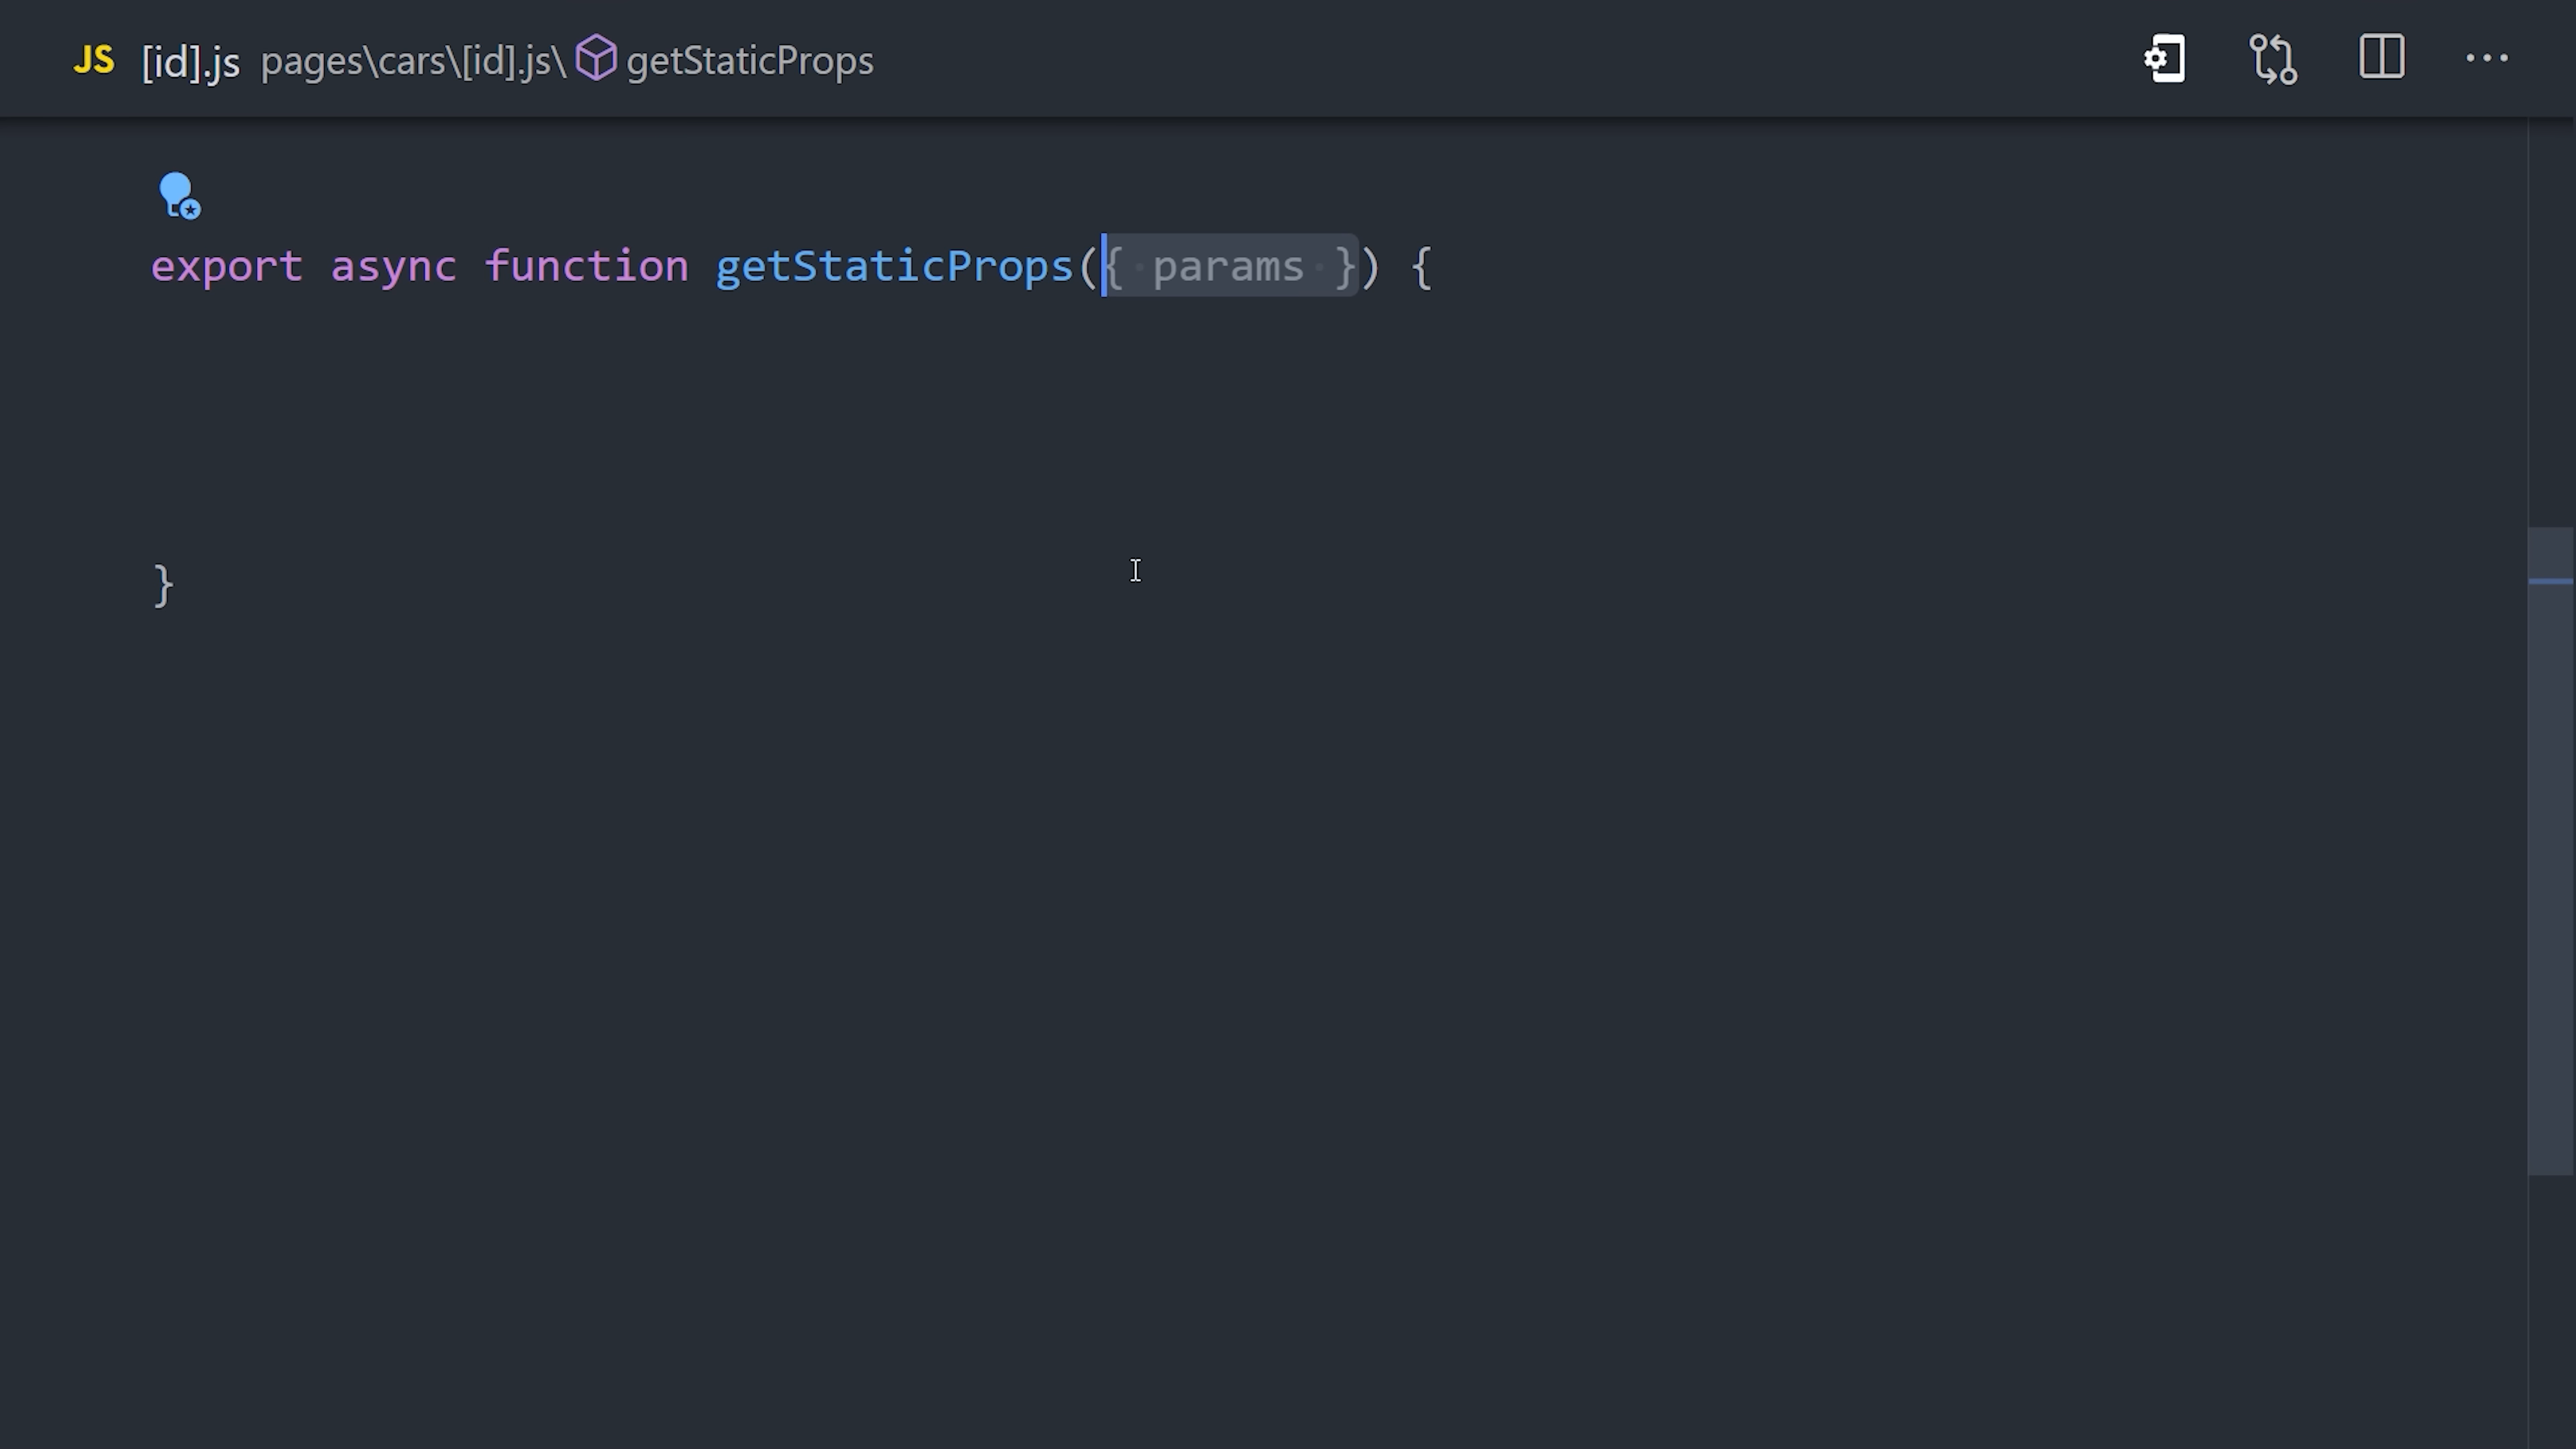 JS [id].js pages\cars\[id].js\ getStaticProps
export async function getStaticProps({ params }) {
}